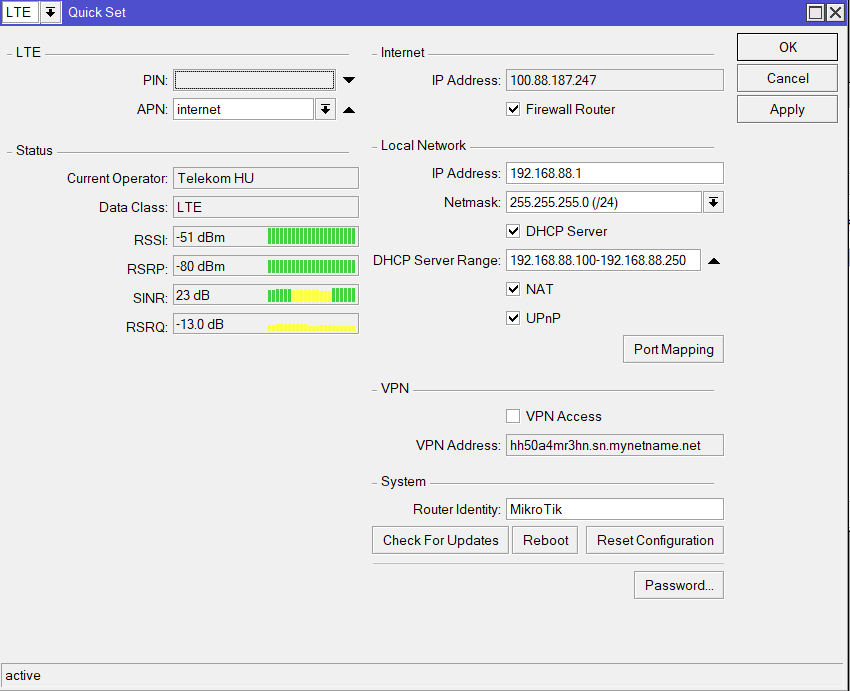 LTE Quick Set
LTE
PIN:
APN: internet
Status
Current Operator: Telekom HU
Data Class: LTE
RSSI: -51 dBm
RSRP: -80 dBm
SINR: 23 dB
RSRQ: -13.0 dB
Internet
IP Address: 100.88.187.247
Firewall Router
Local Network
IP Address: 192.168.88.1
Netmask: 255.255.255.0 (/24)
DHCP Server
DHCP Server Range: 192.168.88.100-192.168.88.250
NAT
UPnP
Port Mapping
VPN
VPN Access
VPN Address: hh50a4mr3hn.sn.mynetname.net
System
Router Identity: MikroTik
Check For Updates Reboot Reset Configuration
Password...
OK
Cancel
Apply
active